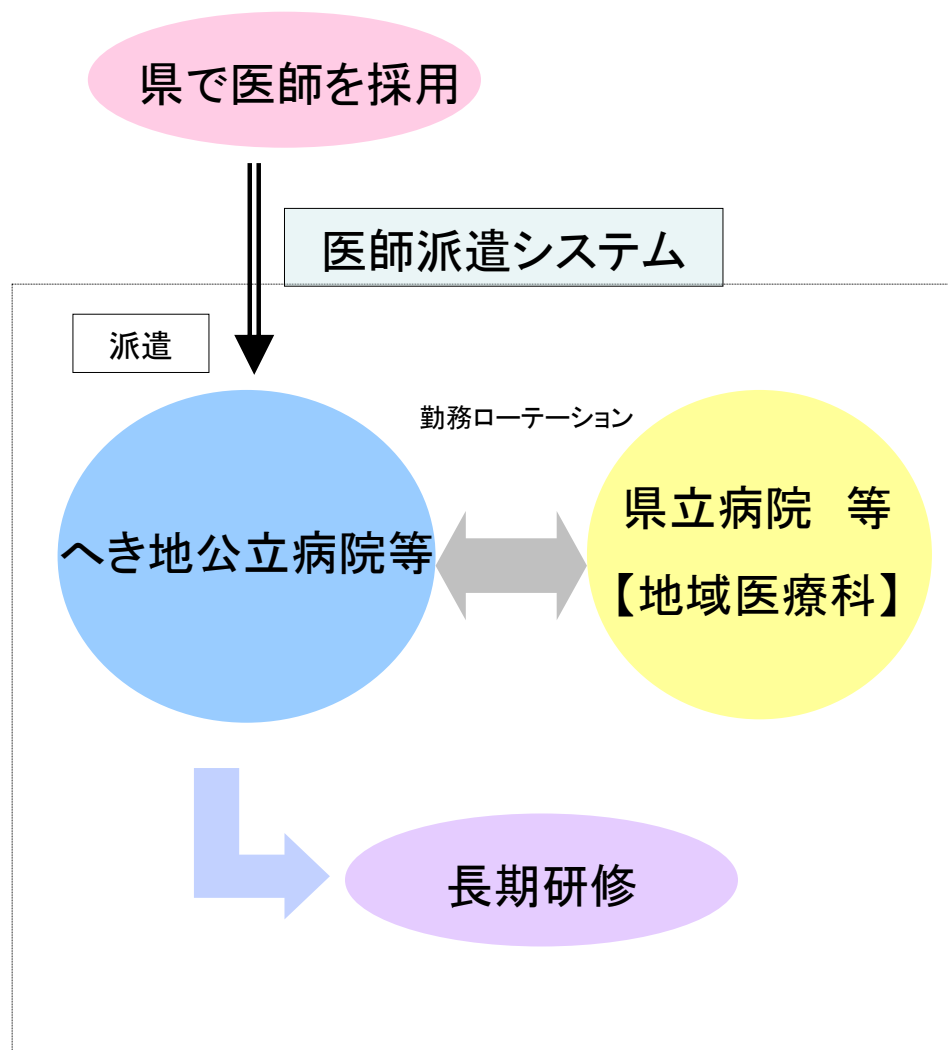 県で医師を採用
医師派遣システム
派遣
勤務ローテーション
へき地公立病院等
県立病院　等
【地域医療科】
長期研修